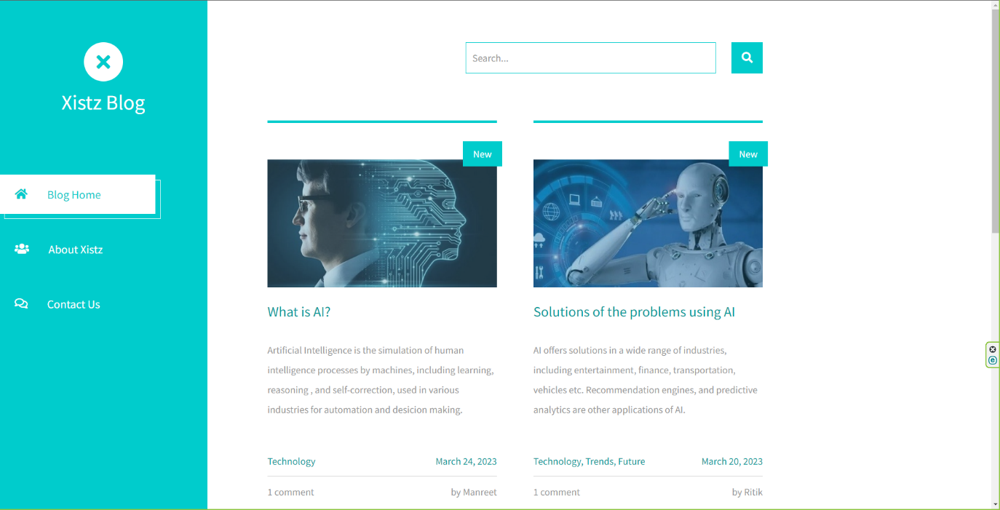 Xistz Blog
Blog Home
About Xistz
Contact Us
Search...
New
What is AI?
Artificial Intelligence is the simulation of human
intelligence processes by machines, including learning,
reasoning , and self-correction, used in various
industries for automation and desicion making.
Technology
March 24, 2023
1 comment
by Manreet
New
Solutions of the problems using AI
AI offers solutions in a wide range of industries,
including entertainment, finance, transportation,
vehicles etc. Recommendation engines, and predictive
analytics are other applications of AI.
Technology, Trends, Future
March 20, 2023
1 comment
by Ritik